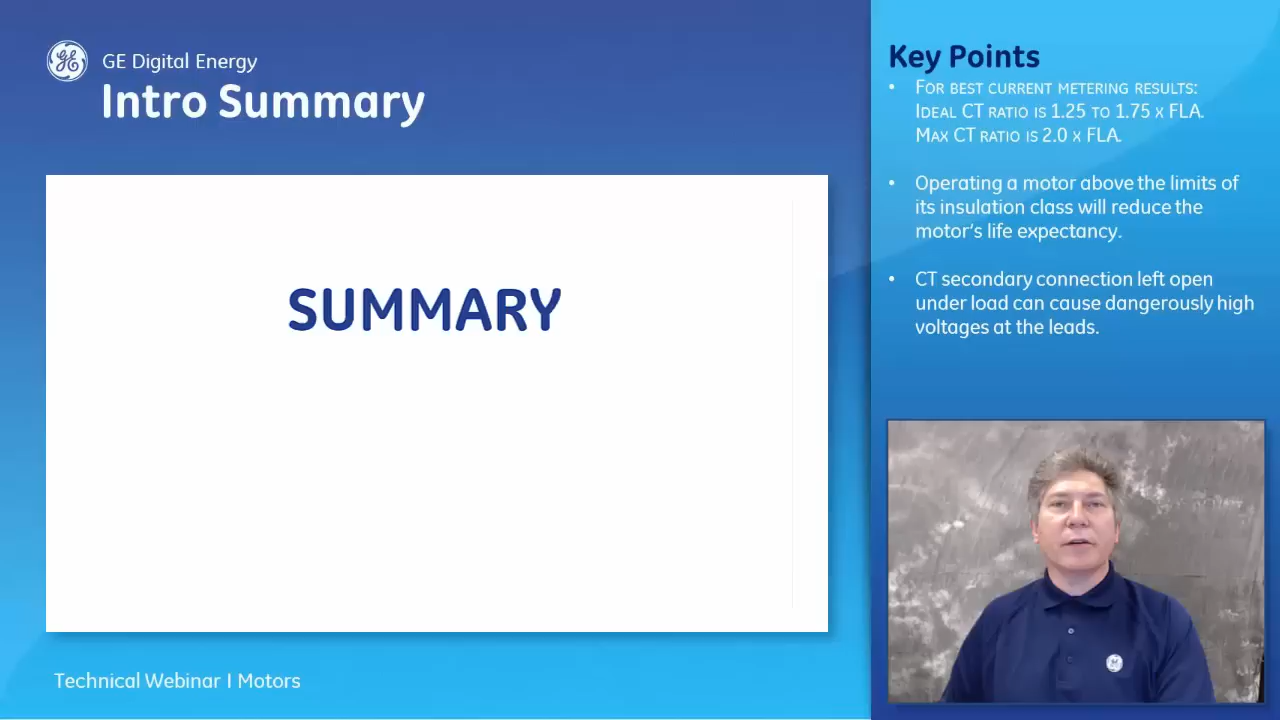 GE Digital Energy
Intro Summary
SUMMARY
Technical Webinar I Motors
Key Points
• FOR BEST CURRENT METERING RESULTS:
IDEAL CT RATIO IS 1.25 TO 1.75 X FLA.
MAX CT RATIO IS 2.0 X FLA.
• Operating a motor above the limits of
its insulation class will reduce the
motor's life expectancy.
• CT secondary connection left open
under load can cause dangerously high
voltages at the leads.